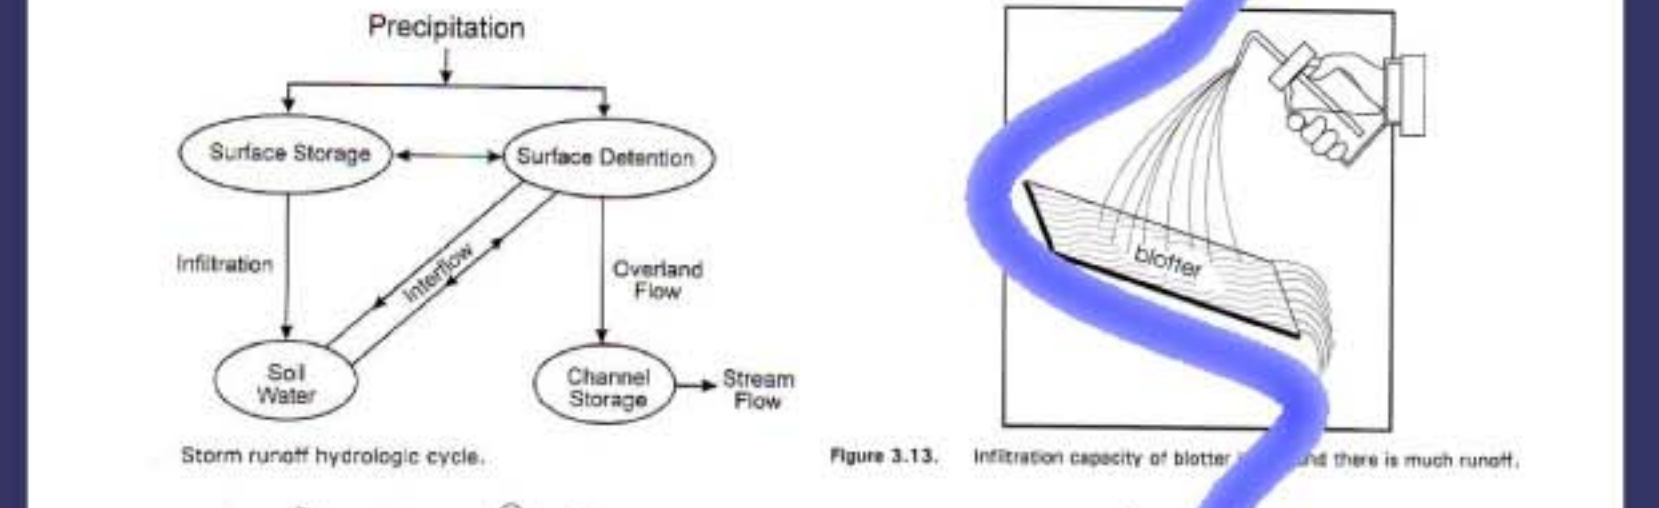 Precipitation
Surface Storage
Surface Detention
Infiltration
Interflow
Overland
Flow
Soil
Water
Channel
Storage
Stream
Flow
Storm runoff hydrologic cycle.
blotter
Figure 3.13. Infiltration capacity of blotter and there is much runoff.